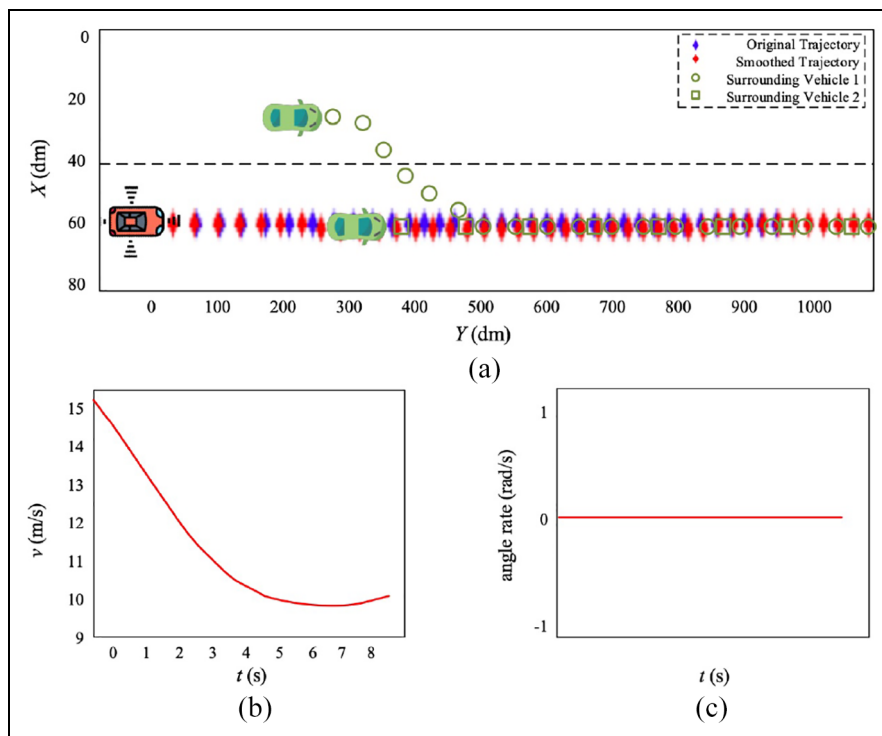 0
20
40
60
80
X (dm)
Original Trajectory
Smoothed Trajectory
Surrounding Vehicle 1
Surrounding Vehicle 2
0 100 200 300 400 500 600 700 800 900 1000
Y (dm)
(a)
15
14
13
12
11
10
9
v (m/s)
0 1 2 3 4 5 6 7 8
t (s)
(b)
1
0
-1
angle rate (rad/s)
t (s)
(c)